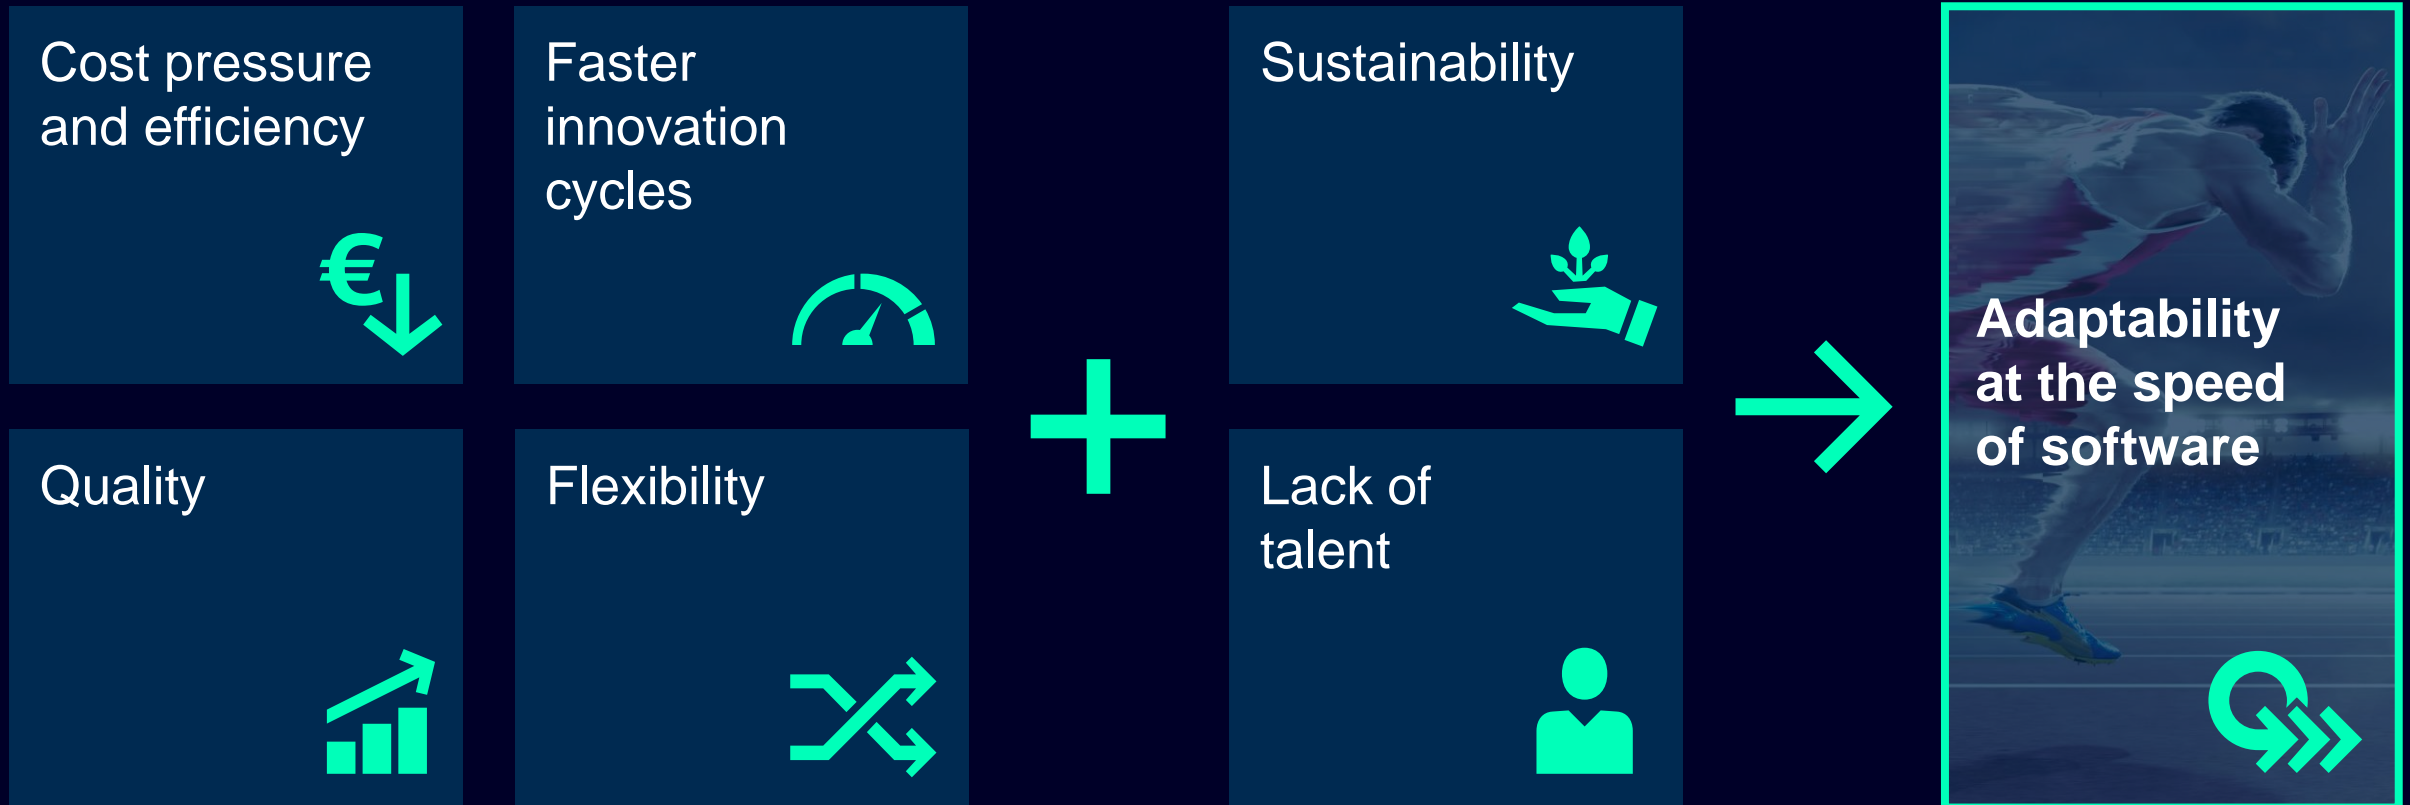 Cost pressure
and efficiency
Faster
innovation
cycles
Sustainability
€
Quality
Flexibility
Lack of
talent
Adaptability
at the speed
of software